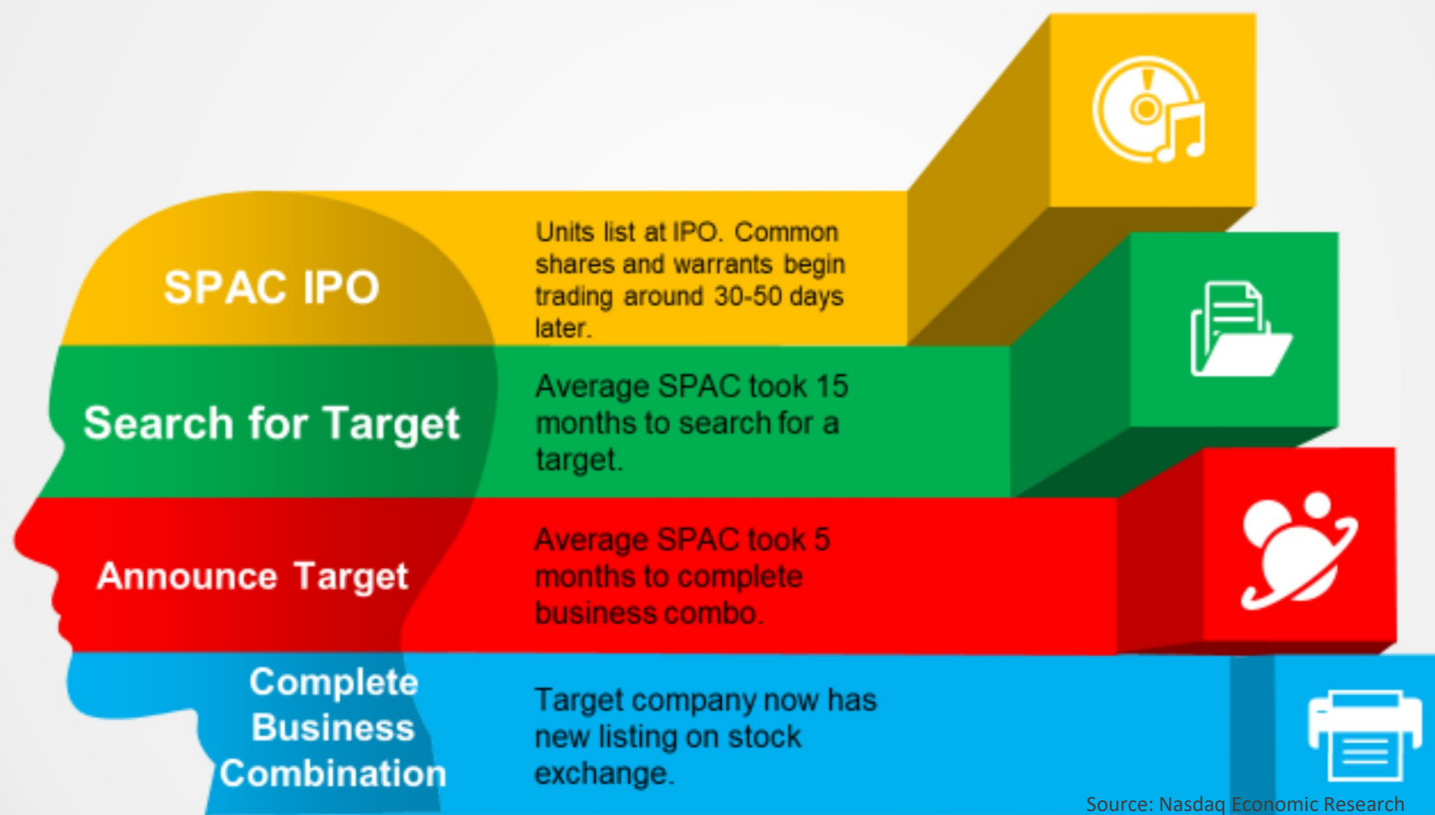 SPAC IPO
Units list at IPO. Common
shares and warrants begin
trading around 30-50 days
later.
Search for Target
Average SPAC took 15
months to search for a
target.
Announce Target
Average SPAC took 5
months to complete
business combo.
Complete
Business
Combination
Target company now has
new listing on stock
exchange.
Source: Nasdaq Economic Research